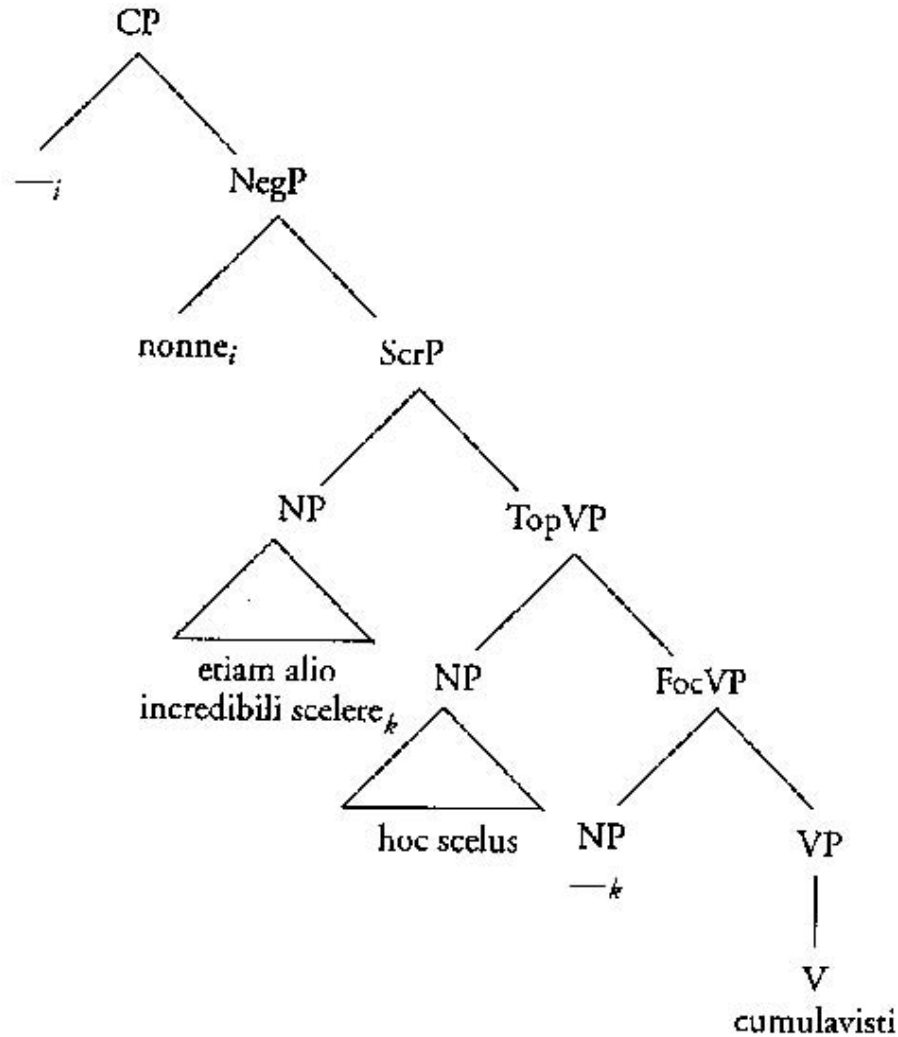 CP
—i NegP
nonnei ScrP
NP TopVP
etiam alio
incredibili scelerek
NP FocVP
hoc scelus
NP VP
—k
V
cumulavisti